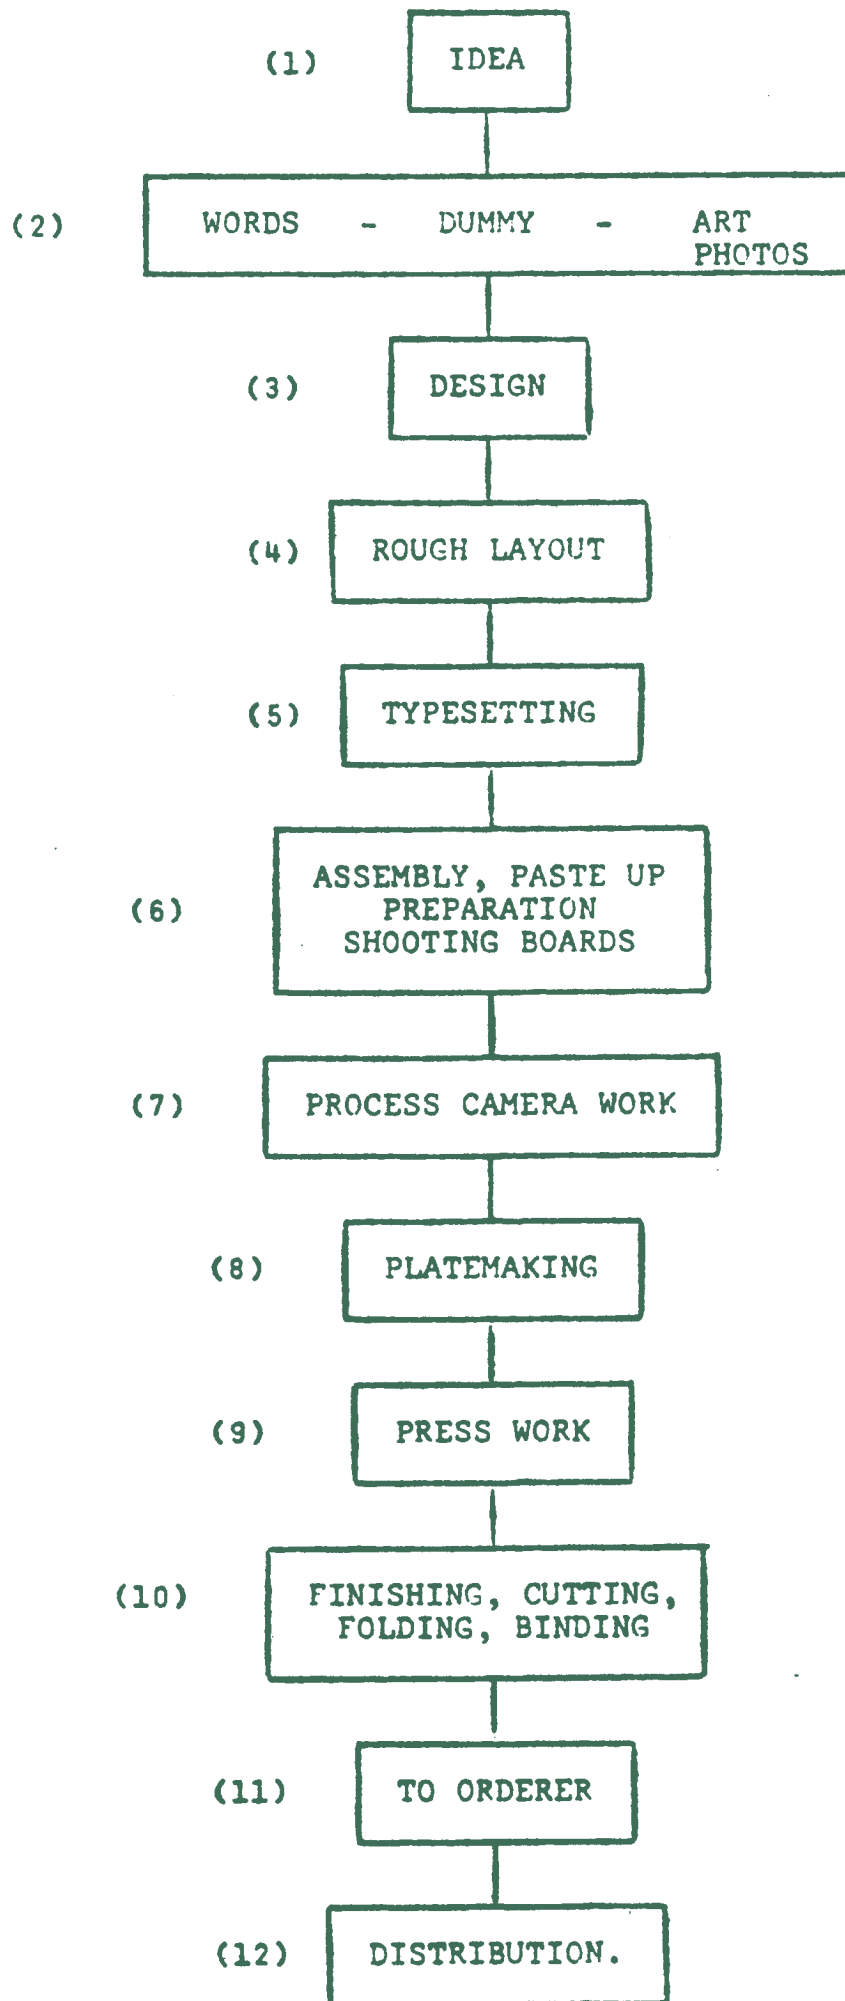 (1) IDEA
(2) WORDS - DUMMY - ART
PHOTOS
(3) DESIGN
(4) ROUGH LAYOUT
(5) TYPESETTING
ASSEMBLY, PASTE UP
(6) PREPARATION
SHOOTING BOARDS
(7) PROCESS CAMERA WORK
(8) PLATEMAKING
(9) PRESS WORK
(10) FINISHING, CUTTING,
FOLDING, BINDING
(11) TO ORDERER
(12) DISTRIBUTION.